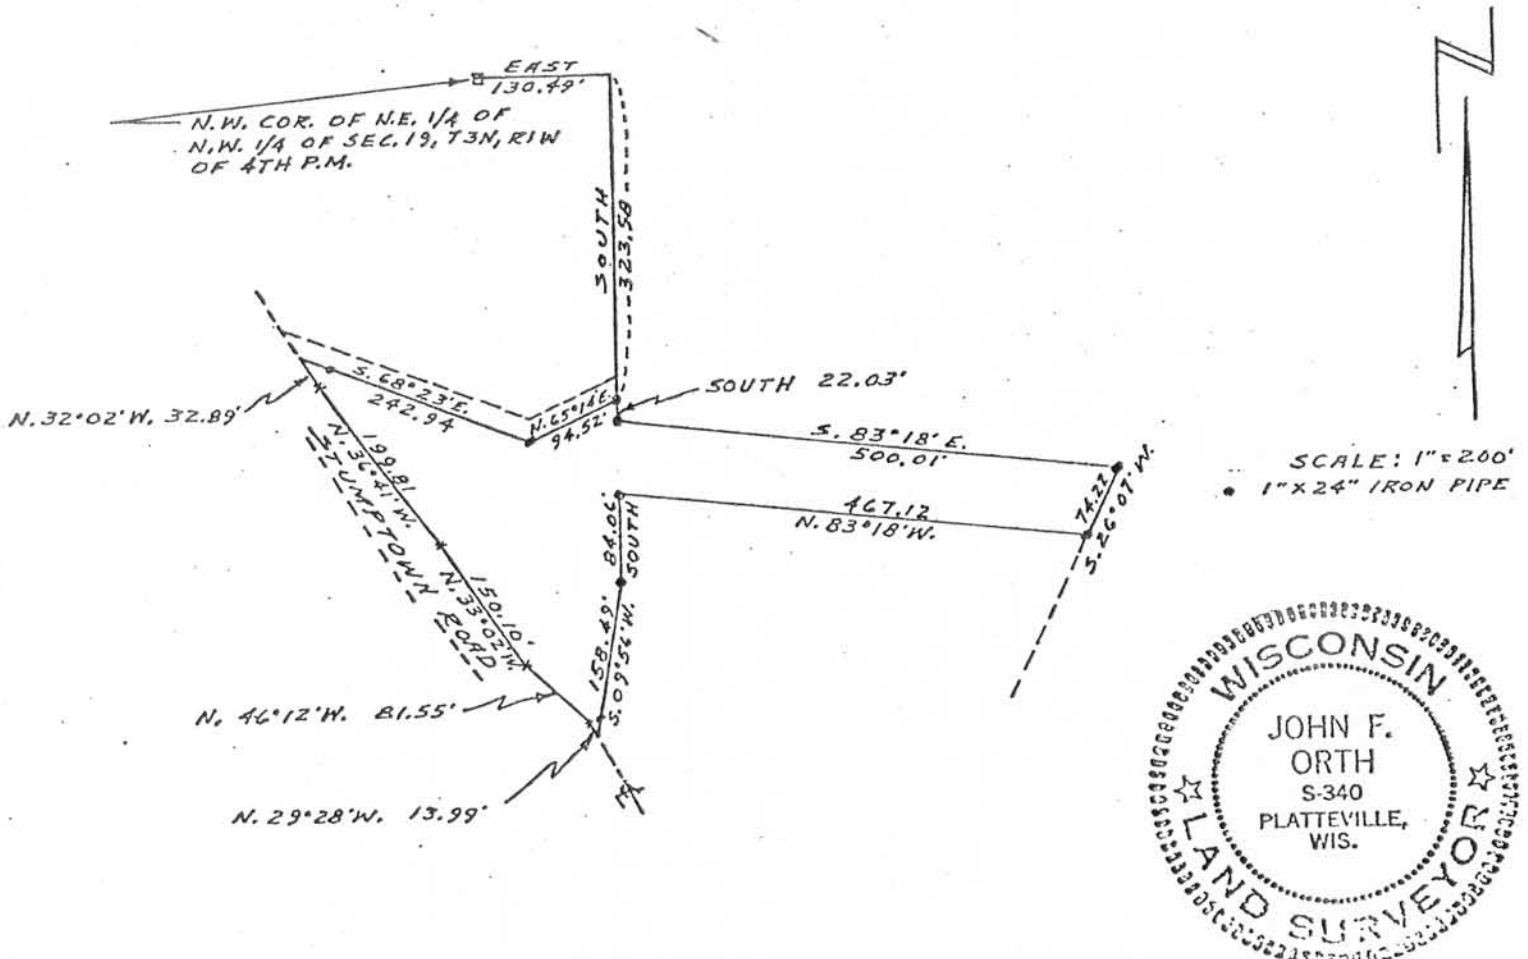 EAST
130.49'
N.W. COR. OF N.E. 1/4 OF
N.W. 1/4 OF SEC. 19, T3N, R1W
OF 4TH P.M.
SOUTH
323.58
SOUTH 22.03'
S. 68°23'E.
242.94
N. 65°14'E.
94.52'
N. 32°02'W. 32.89'
S. 83°18'E.
500.01'
74.22
S. 26°07'W.
467.12
N. 83°18'W.
84.06'
SOUTH
199.81
N. 36°41'W.
STUMPTOWN ROAD
150.10'
N. 33°02'W.
158.49'
S. 09°56'W.
N. 46°12'W. 81.55'
N. 29°28'W. 13.99'
SCALE: 1"=200'
1"X24" IRON PIPE
WISCONSIN
JOHN F.
ORTH
S-340
PLATTEVILLE,
WIS.
LAND SURVEYOR